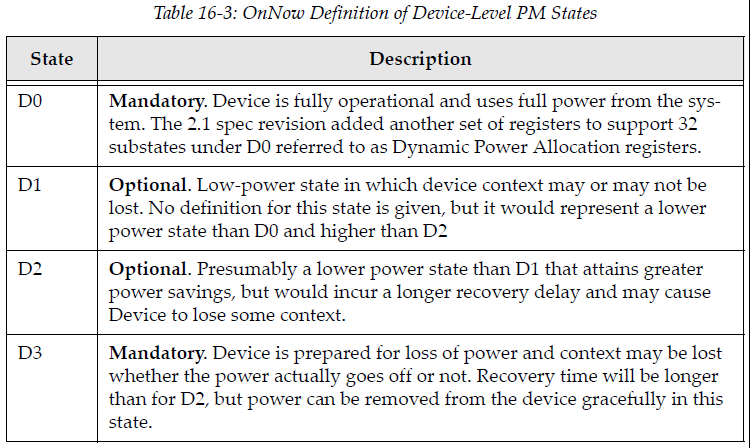 Table 16-3: OnNow Definition of Device-Level PM States
State Description
D0 Mandatory. Device is fully operational and uses full power from the sys-
tem. The 2.1 spec revision added another set of registers to support 32
substates under D0 referred to as Dynamic Power Allocation registers.
D1 Optional. Low-power state in which device context may or may not be
lost. No definition for this state is given, but it would represent a lower
power state than D0 and higher than D2
D2 Optional. Presumably a lower power state than D1 that attains greater
power savings, but would incur a longer recovery delay and may cause
Device to lose some context.
D3 Mandatory. Device is prepared for loss of power and context may be lost
whether the power actually goes off or not. Recovery time will be longer
than for D2, but power can be removed from the device gracefully in this
state.